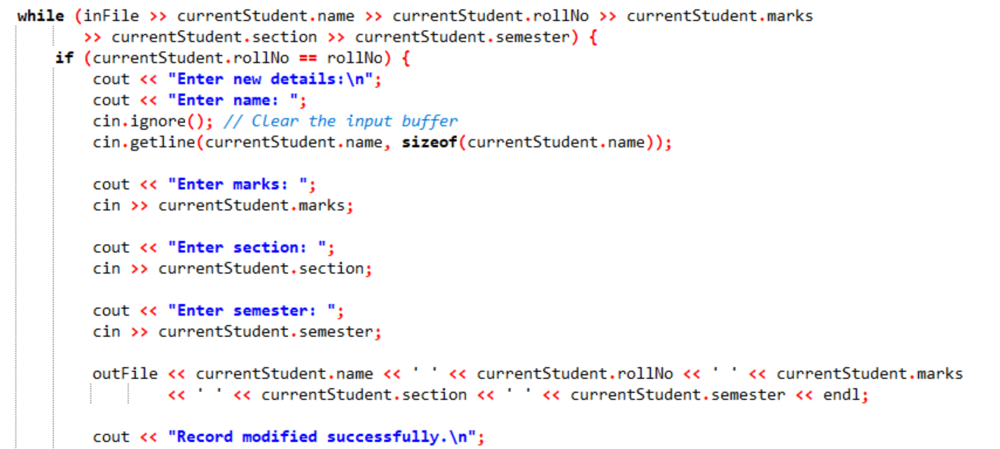 while (inFile >> currentStudent.name >> currentStudent.rollNo >> currentStudent.marks
>> currentStudent.section >> currentStudent.semester) {
if (currentStudent.rollNo == rollNo) {
cout << "Enter new details:\n";
cout << "Enter name: ";
cin.ignore(); // Clear the input buffer
cin.getline(currentStudent.name, sizeof(currentStudent.name));
cout << "Enter marks: ";
cin >> currentStudent.marks;
cout << "Enter section: ";
cin >> currentStudent.section;
cout << "Enter semester: ";
cin >> currentStudent.semester;
outFile << currentStudent.name << ' ' << currentStudent.rollNo << ' ' << currentStudent.marks
<< ' ' << currentStudent.section << ' ' << currentStudent.semester << endl;
cout << "Record modified successfully.\n";